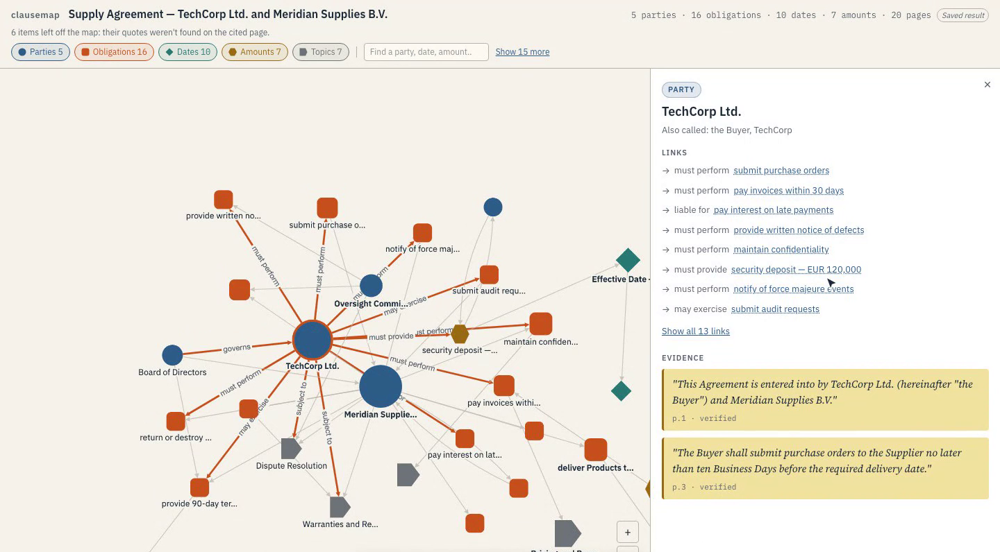 clausemap Supply Agreement — TechCorp Ltd. and Meridian Supplies B.V.
5 parties · 16 obligations · 10 dates · 7 amounts · 20 pages Saved result
6 items left off the map: their quotes weren't found on the cited page.
Parties 5 Obligations 16 Dates 10 Amounts 7 Topics 7 Find a party, date, amount.. Show 15 more
provide written no...
submit purchase o...
notify of force maj...
must perform
must perform
Effective Date
submit audit requ...
Oversight Commi...
may exercise
must provide
maintain confiden...
security deposit —...
governs
TechCorp Ltd.
must perform
Board of Directors
must perform
subject to
pay invoices withi...
Meridian Supplie...
may exercise
subject to
return or destroy ...
pay interest on lat...
Dispute Resolution
deliver Products t...
provide 90-day ter...
Warranties and Re...
+
PARTY
×
TechCorp Ltd.
Also called: the Buyer, TechCorp
LINKS
→ must perform submit purchase orders
→ must perform pay invoices within 30 days
→ liable for pay interest on late payments
→ must perform provide written notice of defects
→ must perform maintain confidentiality
→ must provide security deposit — EUR 120,000
→ must perform notify of force majeure events
→ may exercise submit audit requests
Show all 13 links
EVIDENCE
"This Agreement is entered into by TechCorp Ltd. (hereinafter "the
Buyer") and Meridian Supplies B.V."
p.1 · verified
"The Buyer shall submit purchase orders to the Supplier no later
than ten Business Days before the required delivery date."
p.3 · verified